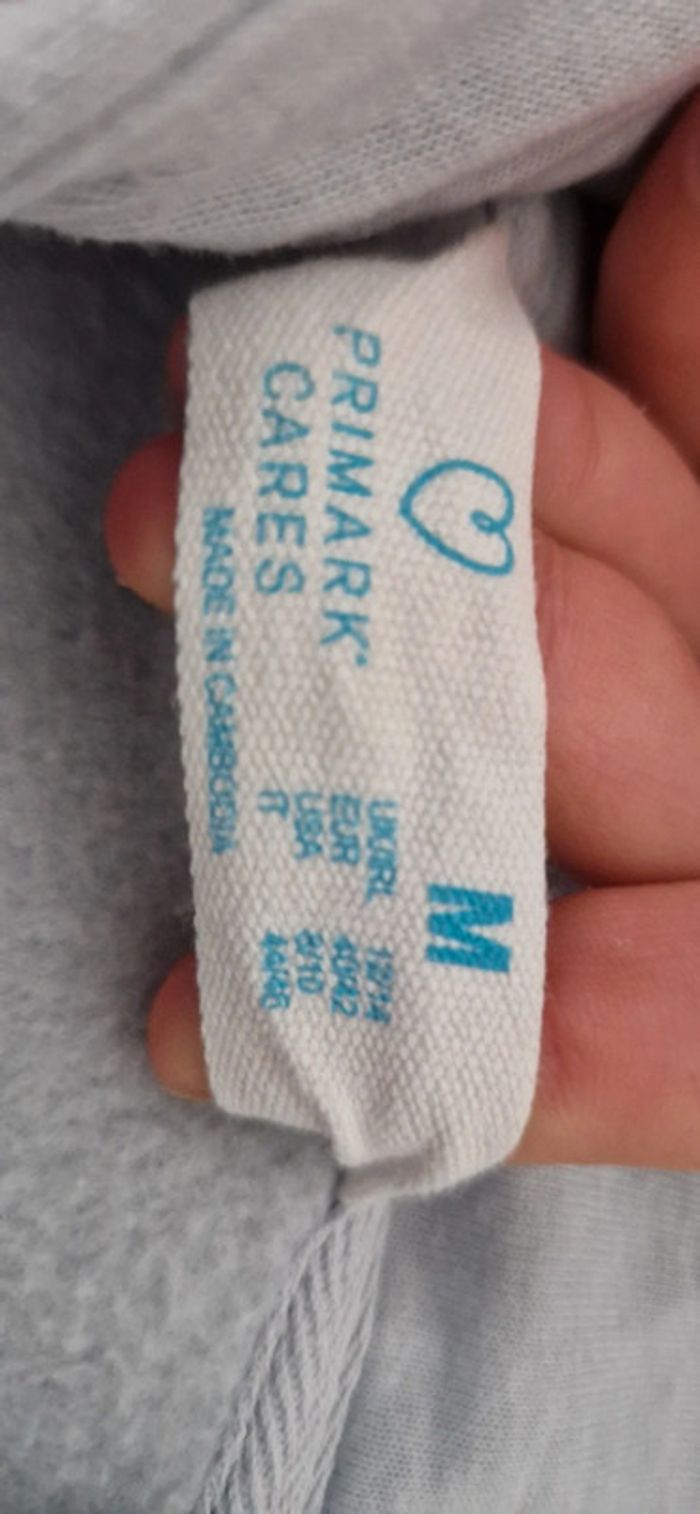 PRIMARK®
CARES
MADE IN CAMBODIA
M
UK/IRL 12/14
EUR 40/42
USA 8/10
IT 44/46